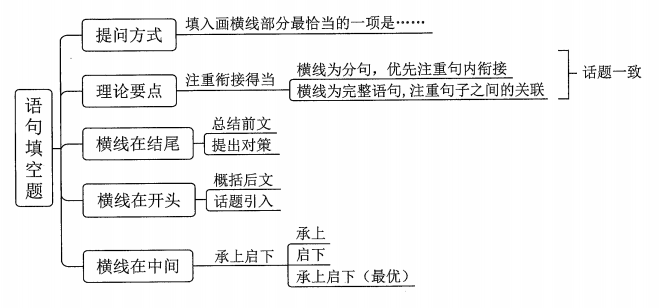 语句填空题
提问方式
填入画横线部分最恰当的一项是……
理论要点
注重衔接得当
横线为分句，优先注重句内衔接
横线为完整语句,注重句子之间的关联
话题一致
横线在结尾
总结前文
提出对策
横线在开头
概括后文
话题引入
横线在中间
承上启下
承上
启下
承上启下（最优）